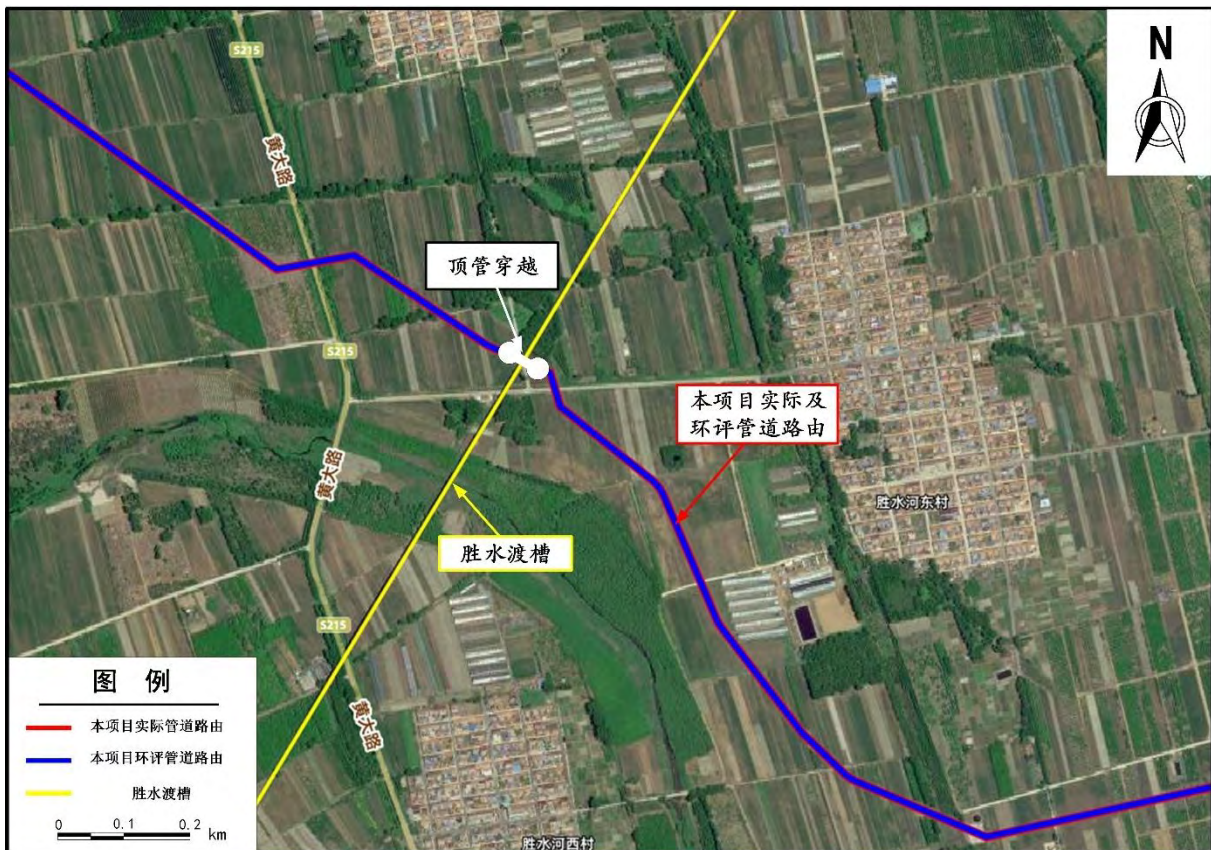 N
S215
黄大路
顶管穿越
S215
本项目实际及
环评管道路由
黄大路
胜水河东村
胜水渡槽
S215
黄大路
图 例
本项目实际管道路由
本项目环评管道路由
胜水渡槽
0 0.1 0.2 km
胜水河西村